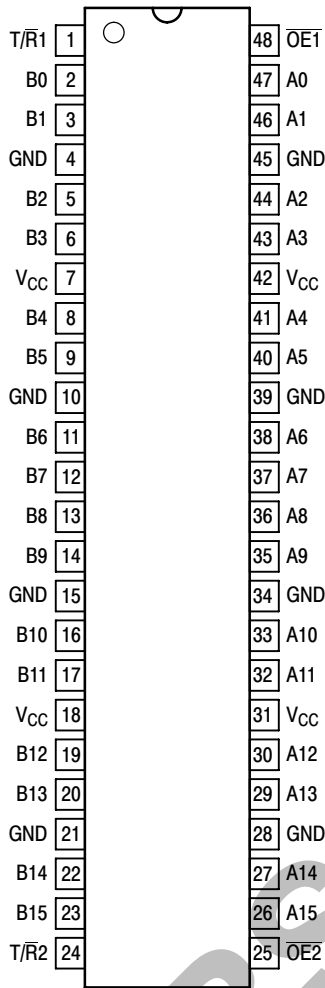 T/R̅1 1 48 O̅E̅1̅
B0 2 47 A0
B1 3 46 A1
GND 4 45 GND
B2 5 44 A2
B3 6 43 A3
VCC 7 42 VCC
B4 8 41 A4
B5 9 40 A5
GND 10 39 GND
B6 11 38 A6
B7 12 37 A7
B8 13 36 A8
B9 14 35 A9
GND 15 34 GND
B10 16 33 A10
B11 17 32 A11
VCC 18 31 VCC
B12 19 30 A12
B13 20 29 A13
GND 21 28 GND
B14 22 27 A14
B15 23 26 A15
T/R̅2 24 25 O̅E̅2̅